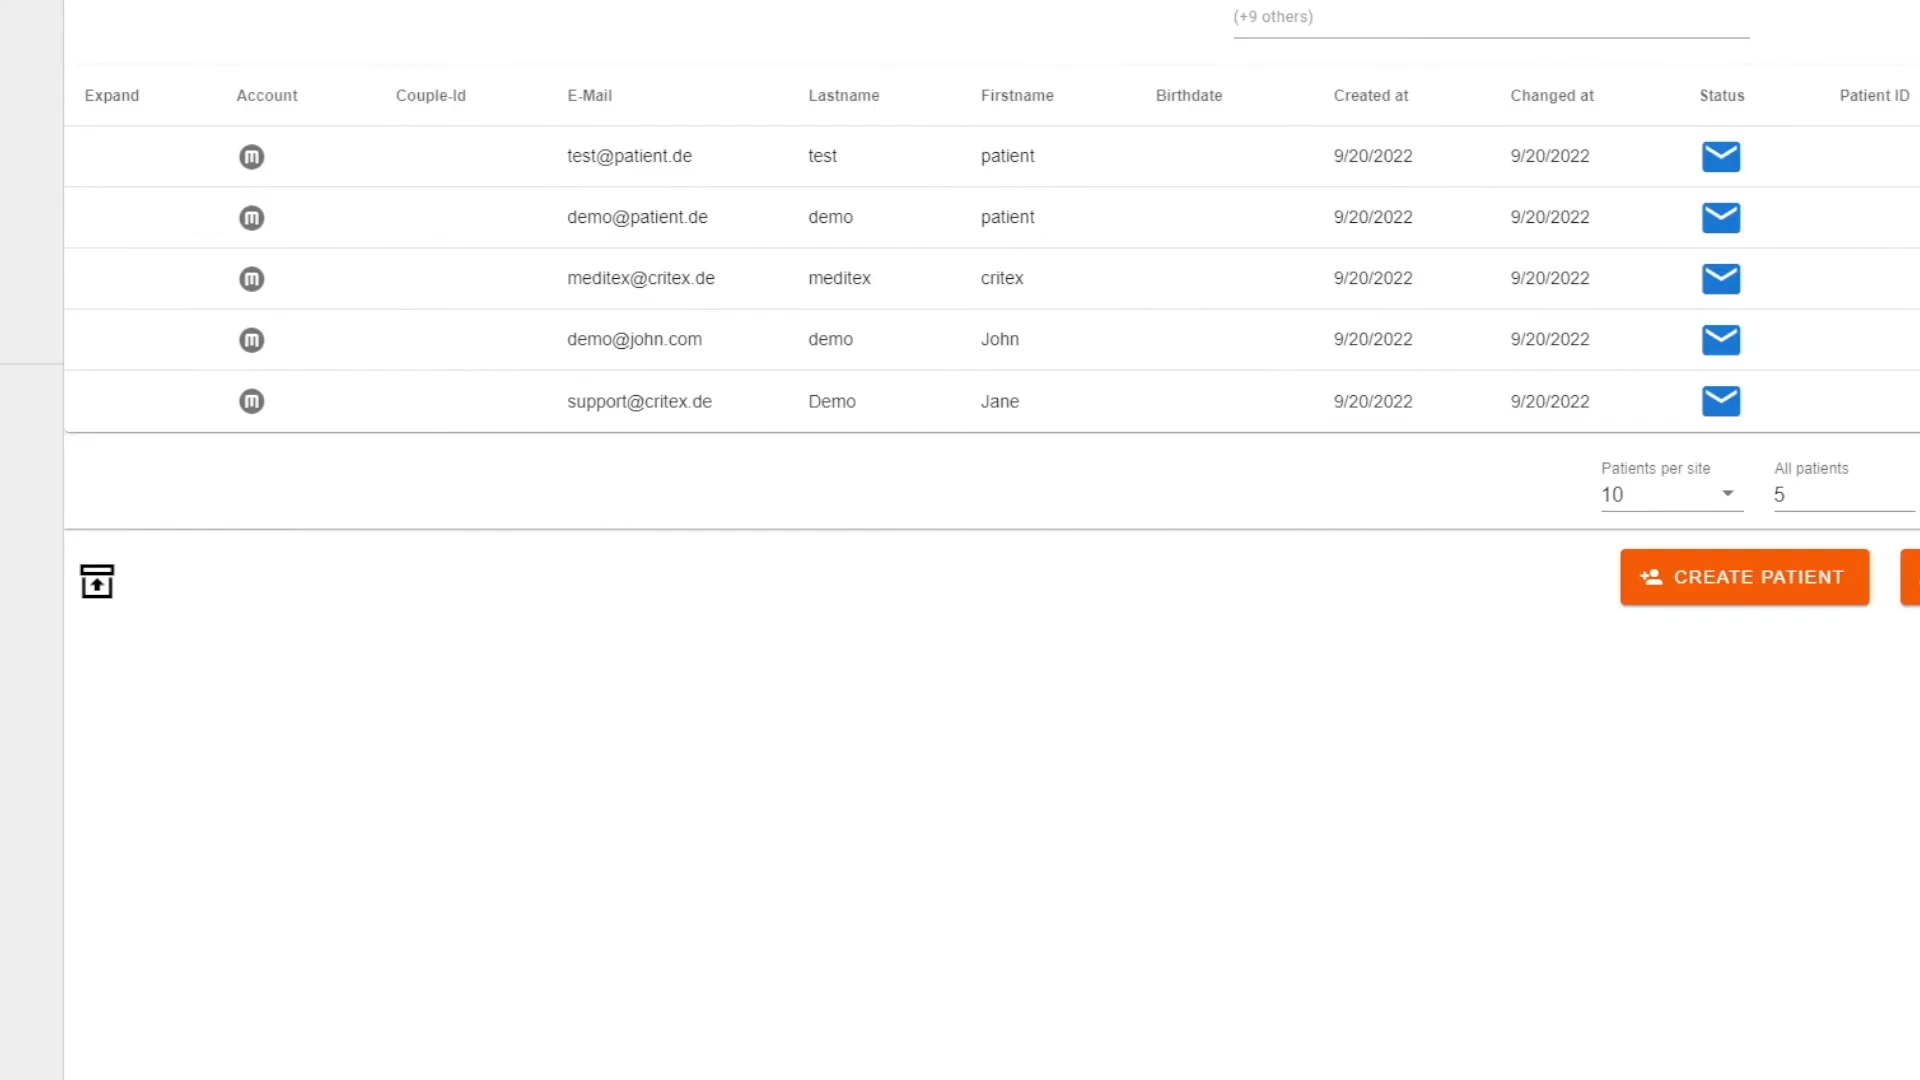 (+9 others)
Expand Account Couple-Id E-Mail Lastname Firstname Birthdate Created at Changed at Status Patient ID
m test@patient.de test patient 9/20/2022 9/20/2022
m demo@patient.de demo patient 9/20/2022 9/20/2022
m meditex@critex.de meditex critex 9/20/2022 9/20/2022
m demo@john.com demo John 9/20/2022 9/20/2022
m support@critex.de Demo Jane 9/20/2022 9/20/2022
Patients per site All patients
10 5
CREATE PATIENT